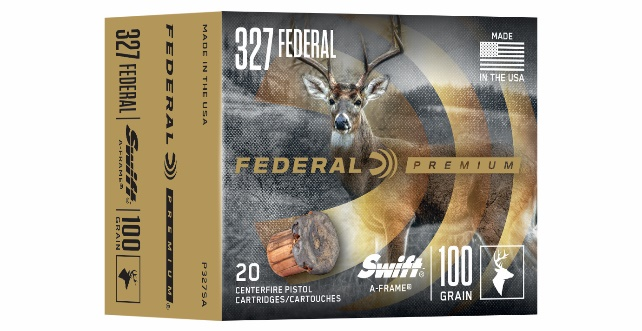 327 FEDERAL
Swift®
A-FRAME®
100
GRAIN
FEDERAL PREMIUM
MADE IN THE USA
P327SA
327 FEDERAL
MADE
IN THE USA
FEDERAL PREMIUM
20
CENTERFIRE PISTOL
CARTRIDGES/CARTOUCHES
Swift®
A-FRAME®
100
GRAIN